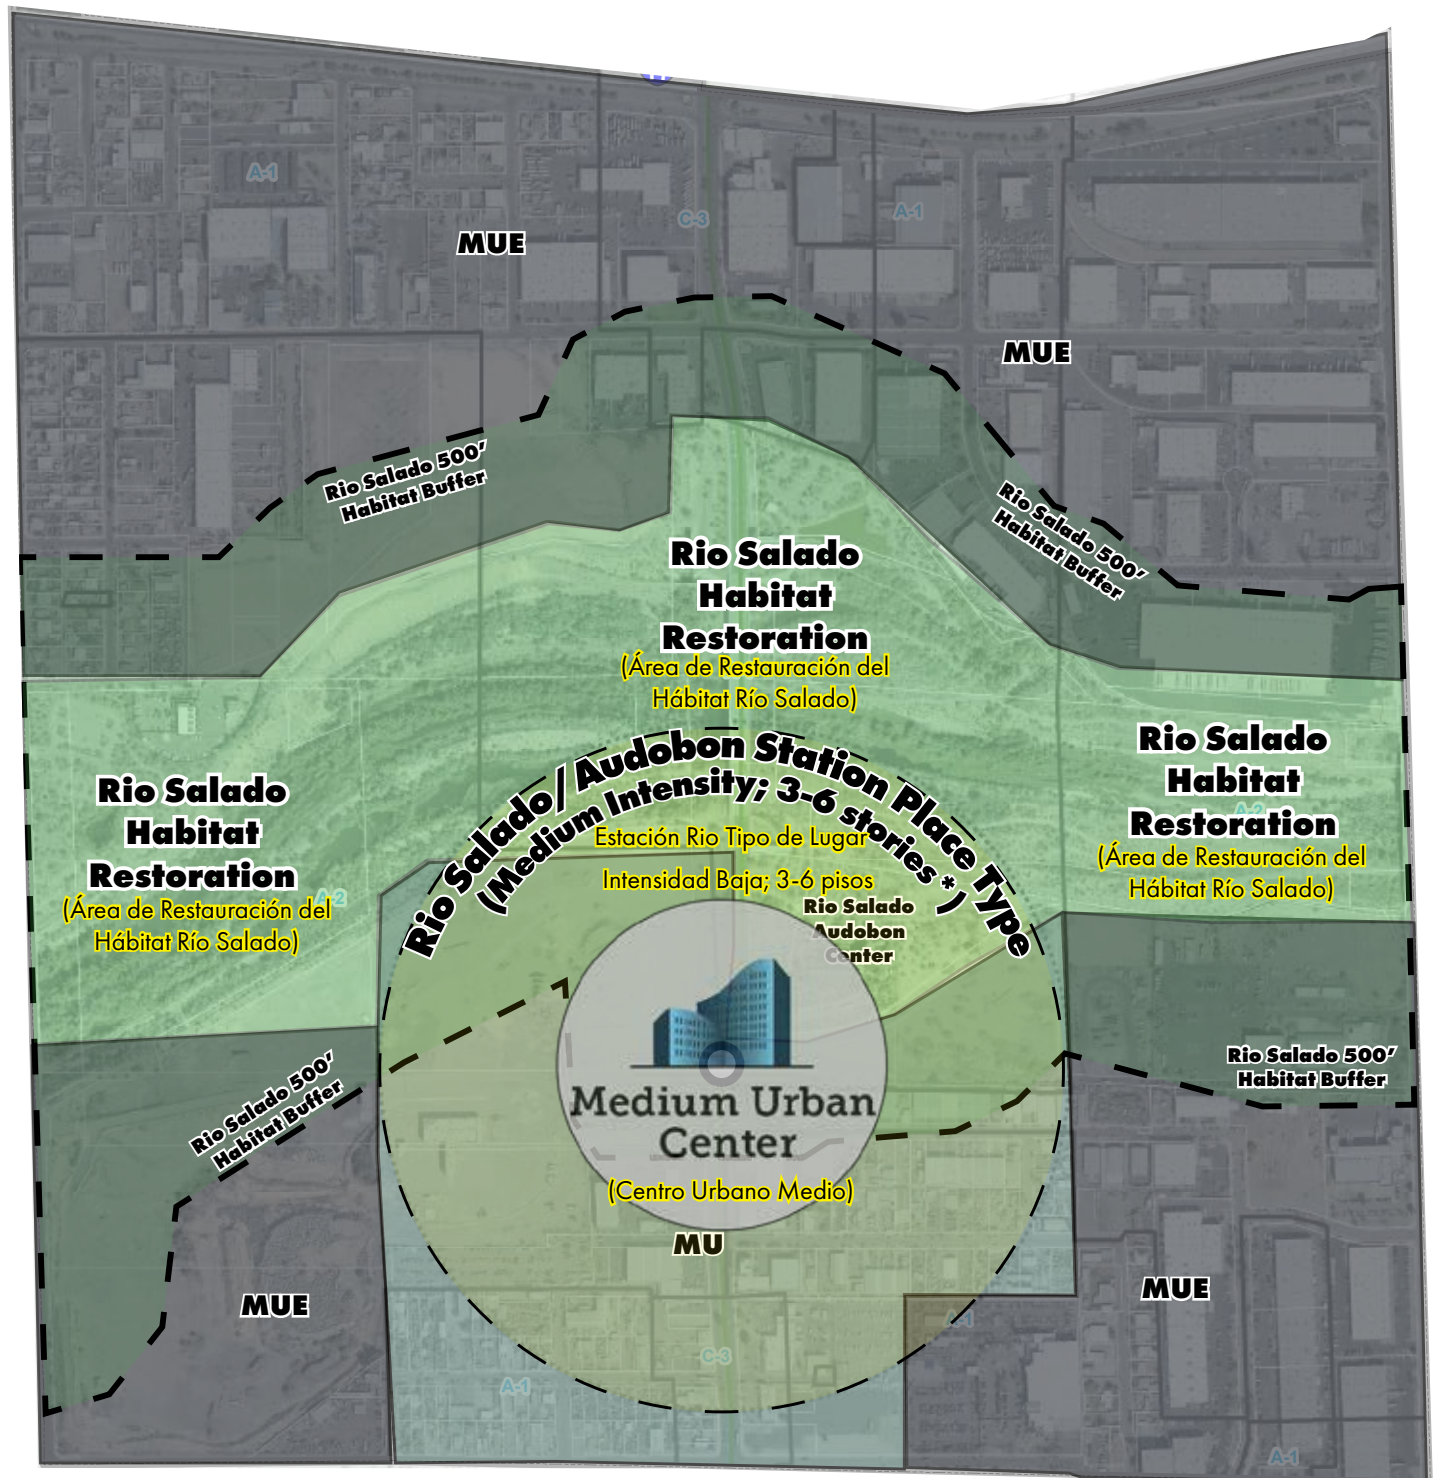 A-1
C-3
A-1
MUE
MUE
Rio Salado 500'
Habitat Buffer
Rio Salado 500'
Habitat Buffer
Rio Salado
Habitat
Restoration
(Área de Restauración del
Hábitat Río Salado)
Rio Salado
Habitat
Restoration
(Área de Restauración del
Hábitat Río Salado)
A-2
Rio Salado
Habitat
Restoration
(Área de Restauración del
Hábitat Río Salado)
A-2
Rio Salado/ Audobon Station Place Type
(Medium Intensity; 3-6 stories *)
Estación Rio Tipo de Lugar
Intensidad Baja; 3-6 pisos
Rio Salado
Audobon
Center
Medium Urban
Center
(Centro Urbano Medio)
MU
Rio Salado 500'
Habitat Buffer
Rio Salado 500'
Habitat Buffer
MUE
MUE
A-1
C-3
A-1
A-1